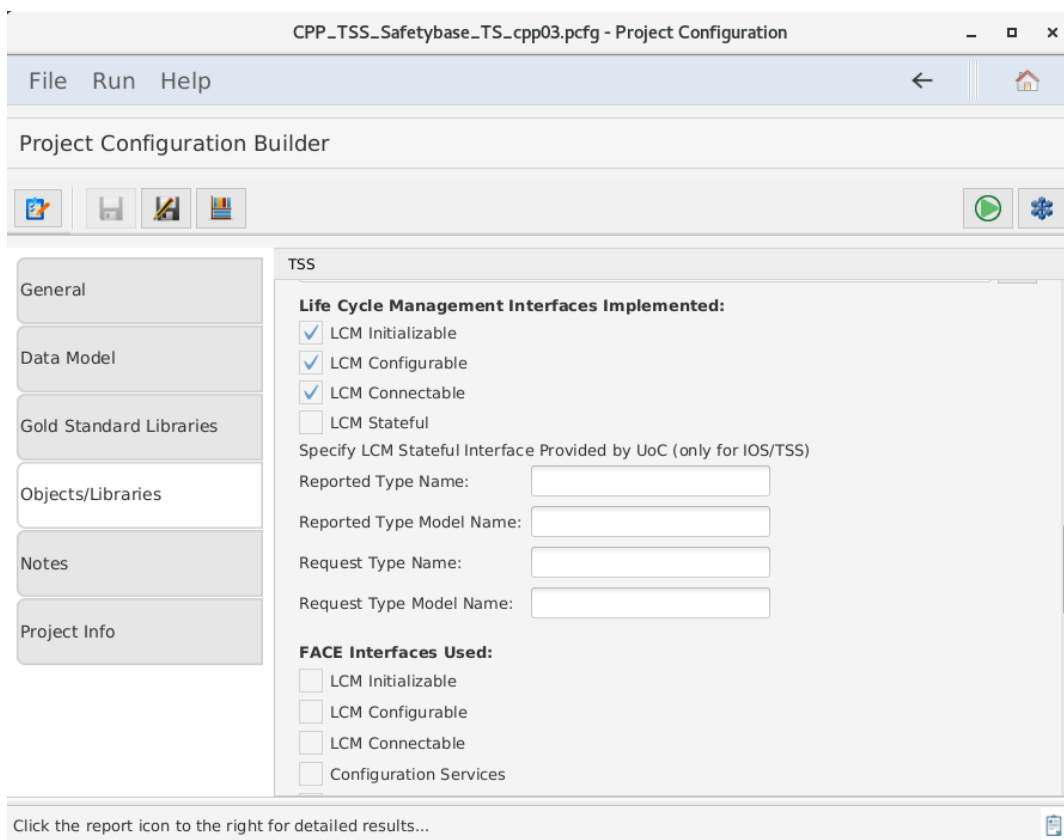 CPP_TSS_Safetybase_TS_cpp03.pcfg - Project Configuration
File Run Help
Project Configuration Builder
General
Data Model
Gold Standard Libraries
Objects/Libraries
Notes
Project Info
TSS
Life Cycle Management Interfaces Implemented:
LCM Initializable
LCM Configurable
LCM Connectable
LCM Stateful
Specify LCM Stateful Interface Provided by UoC (only for IOS/TSS)
Reported Type Name:
Reported Type Model Name:
Request Type Name:
Request Type Model Name:
FACE Interfaces Used:
LCM Initializable
LCM Configurable
LCM Connectable
Configuration Services
Click the report icon to the right for detailed results...